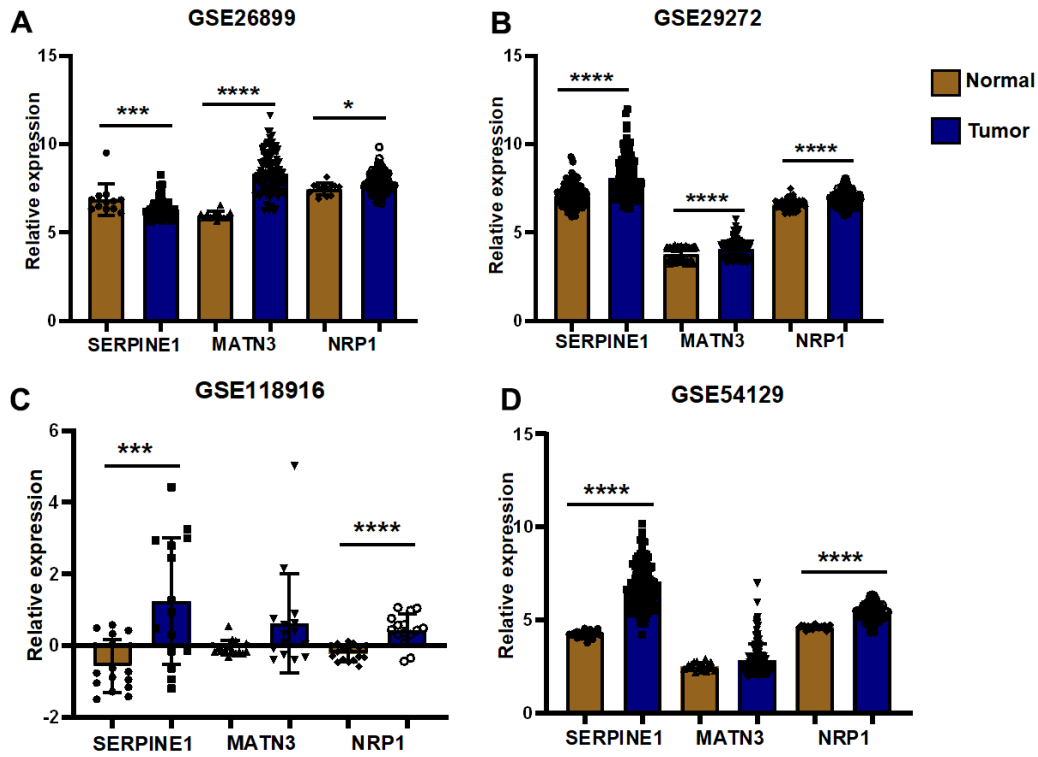 A
GSE26899
Relative expression
15
10
5
0
***
****
*
SERPINE1
MATN3
NRP1
B
GSE29272
Relative expression
15
10
5
0
****
****
****
SERPINE1
MATN3
NRP1
Normal
Tumor
C
GSE118916
Relative expression
6
4
2
0
-2
***
****
SERPINE1
MATN3
NRP1
D
GSE54129
Relative expression
15
10
5
0
****
****
SERPINE1
MATN3
NRP1